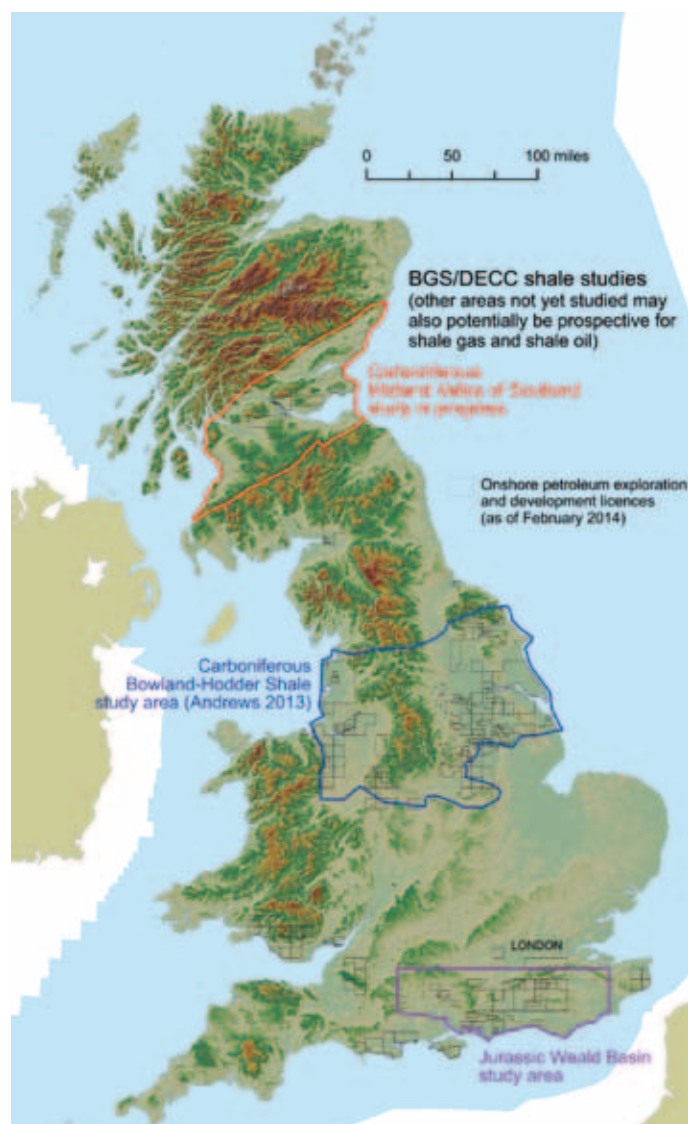 0 50 100 miles
BGS/DECC shale studies
(other areas not yet studied may
also potentially be prospective for
shale gas and shale oil)
Carboniferous
Midland Valley of Scotland
study in progress
Onshore petroleum exploration
and development licences
(as of February 2014)
Carboniferous
Bowland-Hodder Shale
study area (Andrews 2013)
LONDON
Jurassic Weald Basin
study area